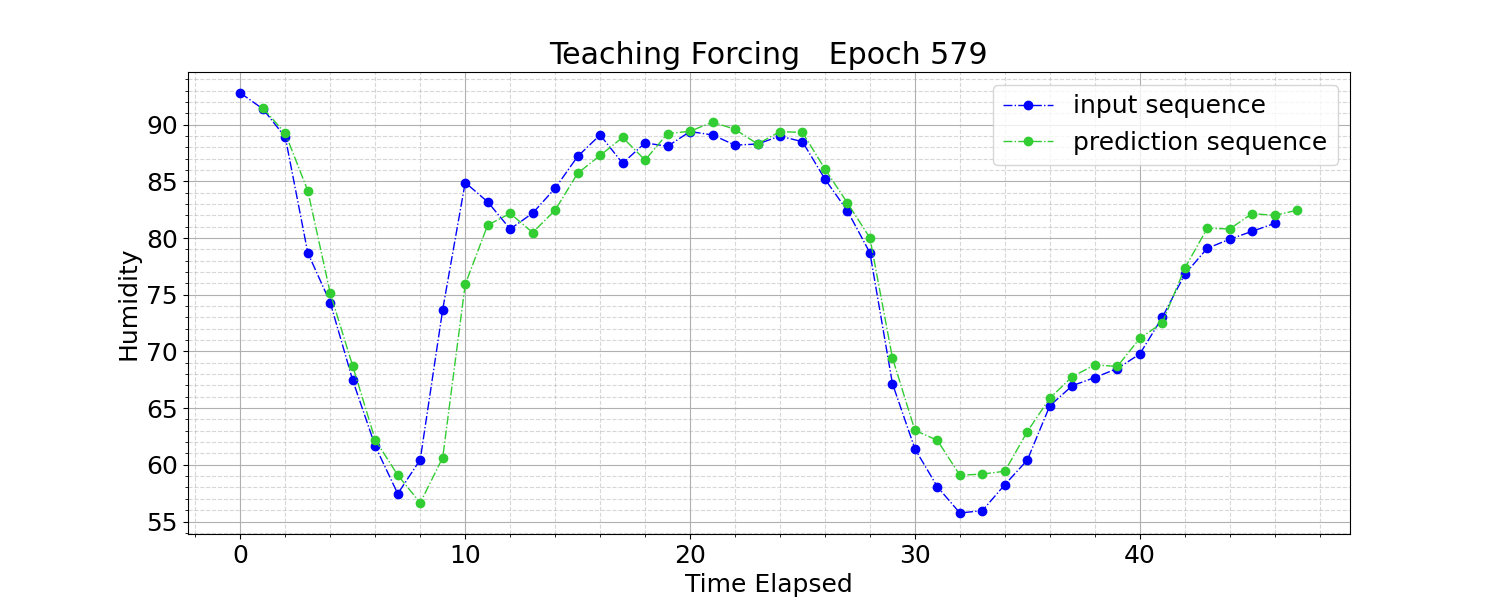 Teaching Forcing   Epoch 579
input sequence
prediction sequence
Humidity
90
85
80
75
70
65
60
55
0 10 20 30 40
Time Elapsed